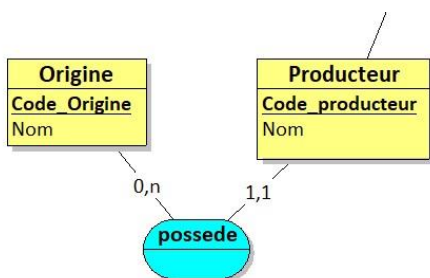 Origine
Code_Origine
Nom
Producteur
Code_producteur
Nom
0,n
1,1
possede